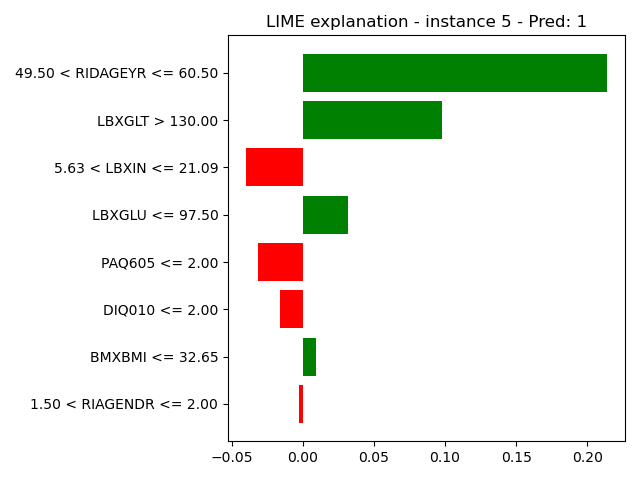 LIME explanation - instance 5 - Pred: 1
49.50 < RIDAGEYR <= 60.50
LBXGLT > 130.00
5.63 < LBXIN <= 21.09
LBXGLU <= 97.50
PAQ605 <= 2.00
DIQ010 <= 2.00
BMXBMI <= 32.65
1.50 < RIAGENDR <= 2.00
−0.05 0.00 0.05 0.10 0.15 0.20